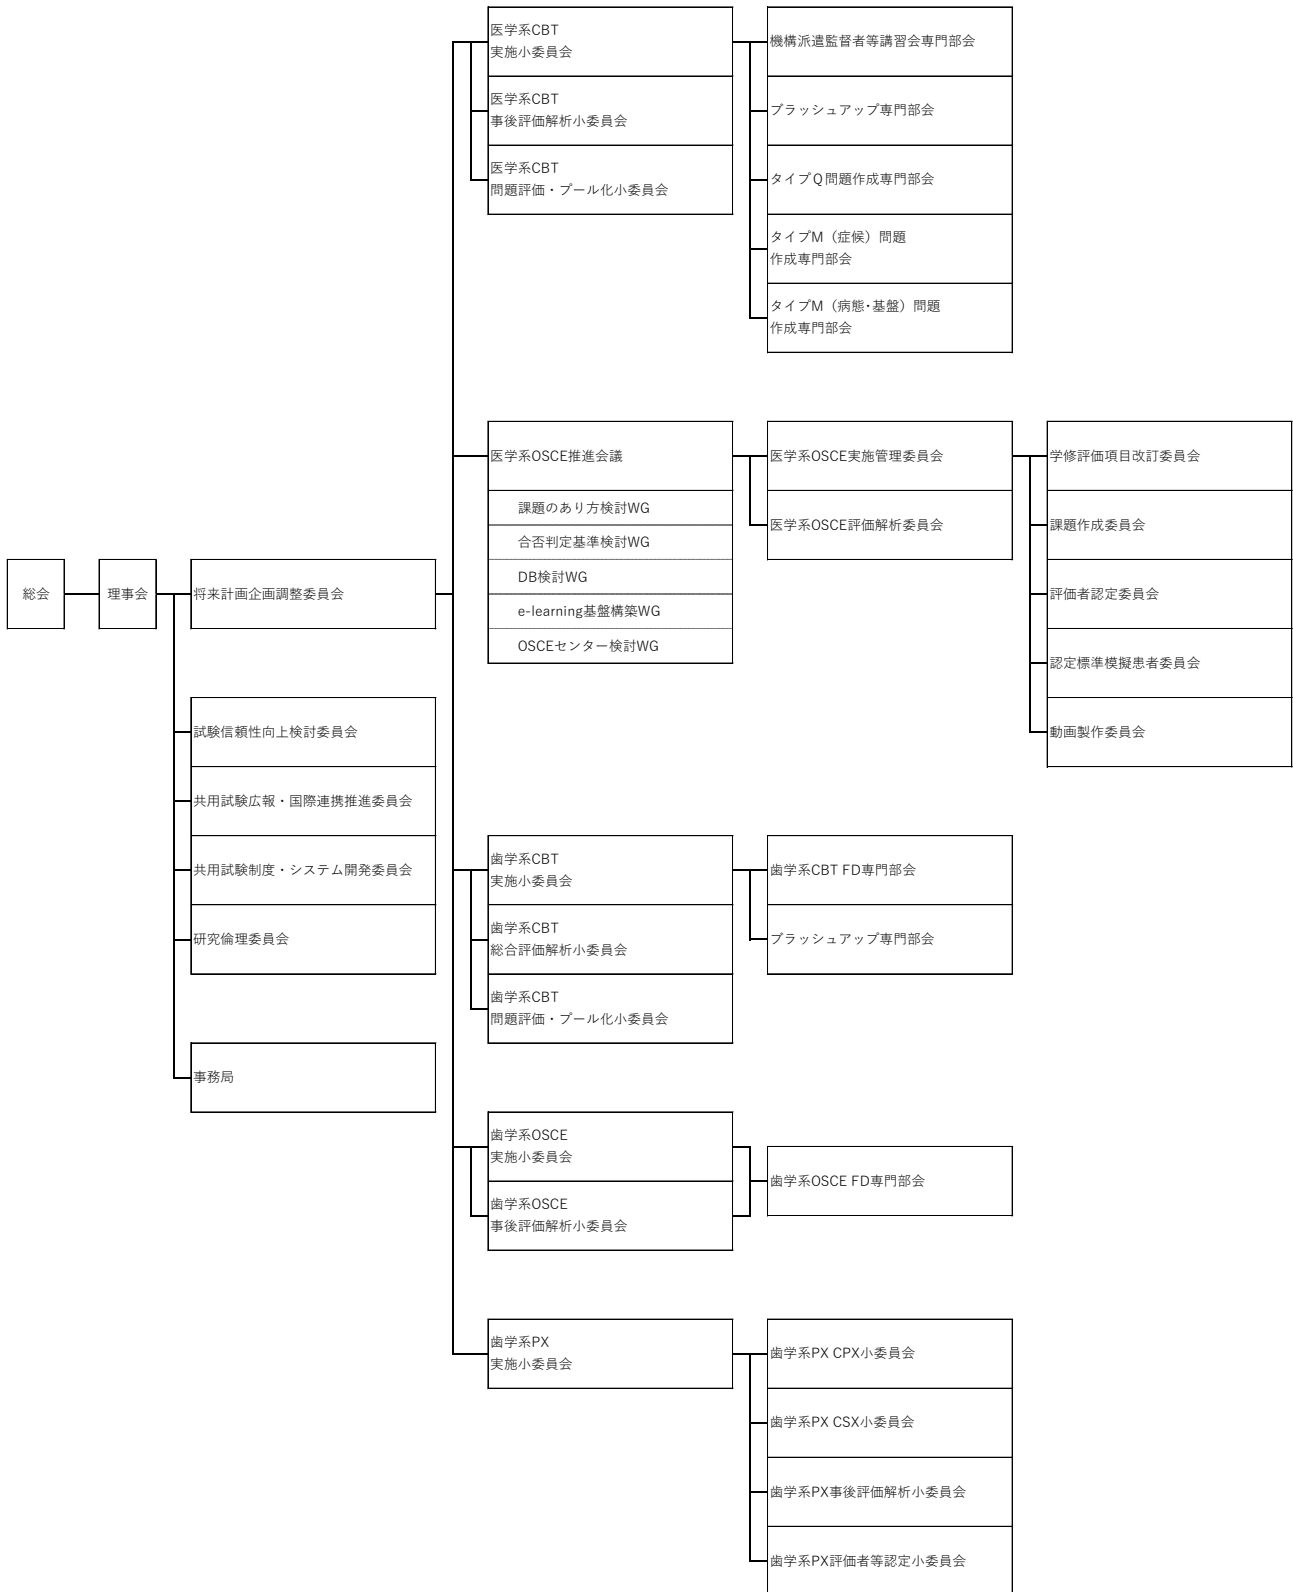 総会
理事会
将来計画企画調整委員会
試験信頼性向上検討委員会
共用試験広報・国際連携推進委員会
共用試験制度・システム開発委員会
研究倫理委員会
事務局
医学系CBT
実施小委員会
医学系CBT
事後評価解析小委員会
医学系CBT
問題評価・プール化小委員会
機構派遣監督者等講習会専門部会
ブラッシュアップ専門部会
タイプQ問題作成専門部会
タイプM（症候）問題
作成専門部会
タイプM（病態・基盤）問題
作成専門部会
医学系OSCE推進会議
課題のあり方検討WG
合否判定基準検討WG
DB検討WG
e-learning基盤構築WG
OSCEセンター検討WG
医学系OSCE実施管理委員会
医学系OSCE評価解析委員会
学修評価項目改訂委員会
課題作成委員会
評価者認定委員会
認定標準模擬患者委員会
動画製作委員会
歯学系CBT
実施小委員会
歯学系CBT
総合評価解析小委員会
歯学系CBT
問題評価・プール化小委員会
歯学系CBT FD専門部会
ブラッシュアップ専門部会
歯学系OSCE
実施小委員会
歯学系OSCE
事後評価解析小委員会
歯学系OSCE FD専門部会
歯学系PX
実施小委員会
歯学系PX CPX小委員会
歯学系PX CSX小委員会
歯学系PX事後評価解析小委員会
歯学系PX評価者等認定小委員会